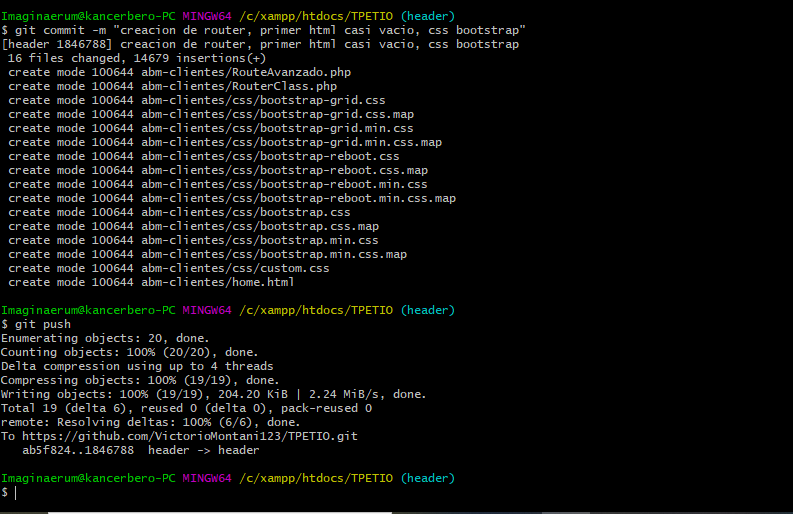 Imaginaerum@kancerbero-PC MINGW64 /c/xampp/htdocs/TPETIO (header)
$ git commit -m "creacion de router, primer html casi vacio, css bootstrap"
[header 1846788] creacion de router, primer html casi vacio, css bootstrap
 16 files changed, 14679 insertions(+)
 create mode 100644 abm-clientes/RouteAvanzado.php
 create mode 100644 abm-clientes/RouterClass.php
 create mode 100644 abm-clientes/css/bootstrap-grid.css
 create mode 100644 abm-clientes/css/bootstrap-grid.css.map
 create mode 100644 abm-clientes/css/bootstrap-grid.min.css
 create mode 100644 abm-clientes/css/bootstrap-grid.min.css.map
 create mode 100644 abm-clientes/css/bootstrap-reboot.css
 create mode 100644 abm-clientes/css/bootstrap-reboot.css.map
 create mode 100644 abm-clientes/css/bootstrap-reboot.min.css
 create mode 100644 abm-clientes/css/bootstrap-reboot.min.css.map
 create mode 100644 abm-clientes/css/bootstrap.css
 create mode 100644 abm-clientes/css/bootstrap.css.map
 create mode 100644 abm-clientes/css/bootstrap.min.css
 create mode 100644 abm-clientes/css/bootstrap.min.css.map
 create mode 100644 abm-clientes/css/custom.css
 create mode 100644 abm-clientes/home.html
Imaginaerum@kancerbero-PC MINGW64 /c/xampp/htdocs/TPETIO (header)
$ git push
Enumerating objects: 20, done.
Counting objects: 100% (20/20), done.
Delta compression using up to 4 threads
Compressing objects: 100% (19/19), done.
Writing objects: 100% (19/19), 204.20 KiB | 2.24 MiB/s, done.
Total 19 (delta 6), reused 0 (delta 0), pack-reused 0
remote: Resolving deltas: 100% (6/6), done.
To https://github.com/VictorioMontani123/TPETIO.git
   ab5f824..1846788  header -> header
Imaginaerum@kancerbero-PC MINGW64 /c/xampp/htdocs/TPETIO (header)
$